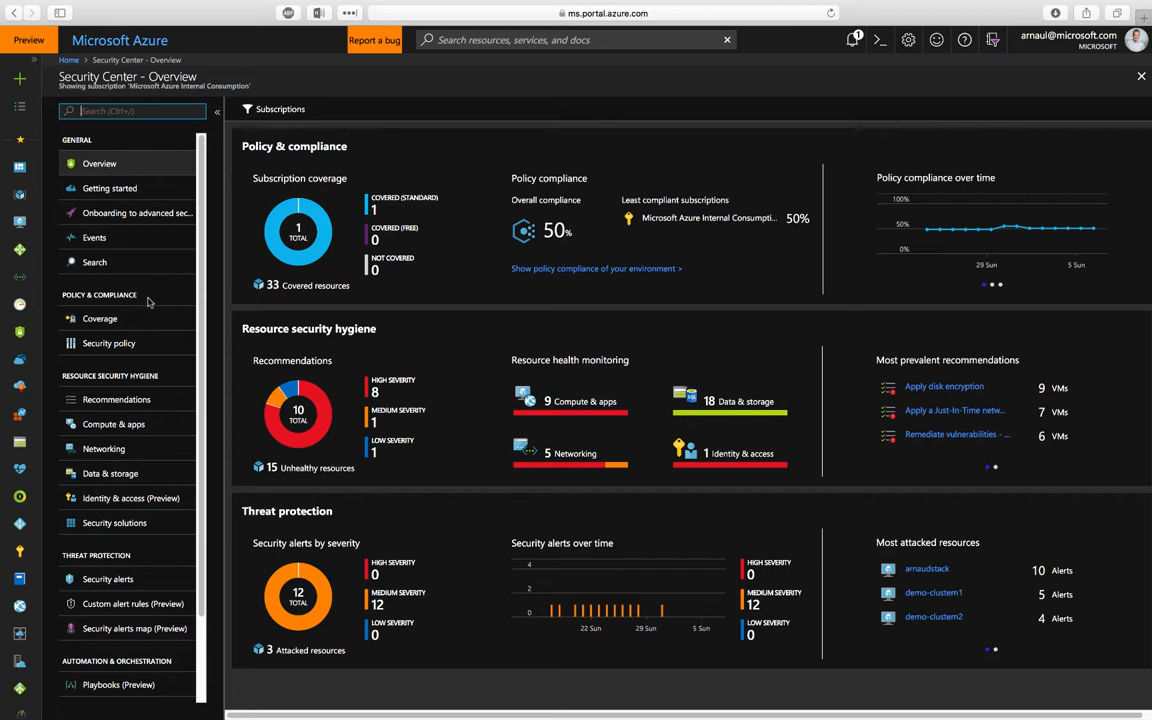 ms.portal.azure.com
Preview
Microsoft Azure
Report a bug
Search resources, services, and docs
1
arnaul@microsoft.com
MICROSOFT
Home > Security Center - Overview
Security Center - Overview
Showing subscription 'Microsoft Azure Internal Consumption'
Search (Ctrl+/)
GENERAL
Overview
Getting started
Onboarding to advanced sec...
Events
Search
POLICY & COMPLIANCE
Coverage
Security policy
RESOURCE SECURITY HYGIENE
Recommendations
Compute & apps
Networking
Data & storage
Identity & access (Preview)
Security solutions
THREAT PROTECTION
Security alerts
Custom alert rules (Preview)
Security alerts map (Preview)
AUTOMATION & ORCHESTRATION
Playbooks (Preview)
Subscriptions
Policy & compliance
Subscription coverage
1
TOTAL
COVERED (STANDARD)
1
COVERED (FREE)
0
NOT COVERED
0
33 Covered resources
Policy compliance
Overall compliance
50%
Least compliant subscriptions
Microsoft Azure Internal Consumpti... 50%
Show policy compliance of your environment >
Policy compliance over time
100%
50%
0%
29 Sun
5 Sun
Resource security hygiene
Recommendations
10
TOTAL
HIGH SEVERITY
8
MEDIUM SEVERITY
1
LOW SEVERITY
1
15 Unhealthy resources
Resource health monitoring
9 Compute & apps
18 Data & storage
5 Networking
1 Identity & access
Most prevalent recommendations
Apply disk encryption 9 VMs
Apply a Just-In-Time netw... 7 VMs
Remediate vulnerabilities - ... 6 VMs
Threat protection
Security alerts by severity
12
TOTAL
HIGH SEVERITY
0
MEDIUM SEVERITY
12
LOW SEVERITY
0
3 Attacked resources
Security alerts over time
4
2
0
22 Sun
29 Sun
5 Sun
HIGH SEVERITY
0
MEDIUM SEVERITY
12
LOW SEVERITY
0
Most attacked resources
arnaudstack 10 Alerts
demo-clustem1 5 Alerts
demo-clustem2 4 Alerts